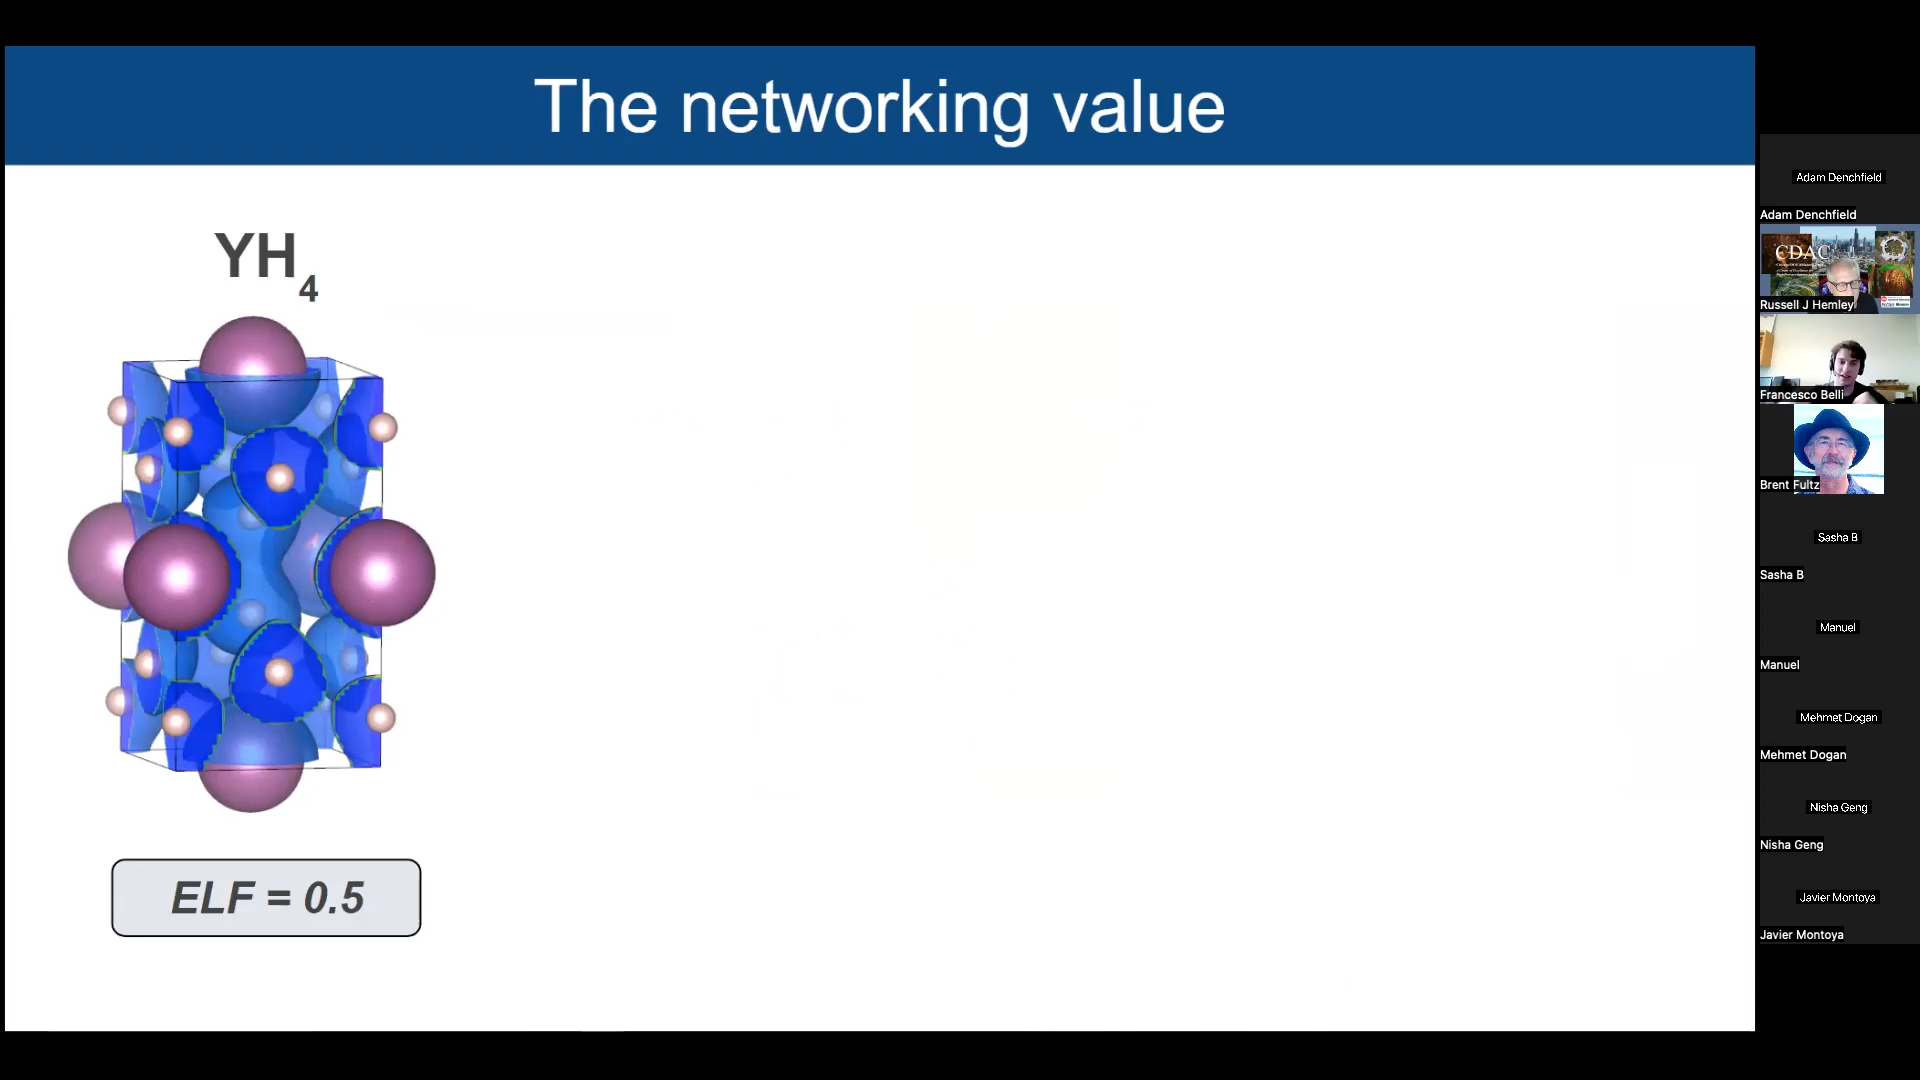 The networking value
YH4
ELF = 0.5
Adam Denchfield
Adam Denchfield
CDAC
Russell J Hemley
Francesco Belli
Brent Fultz
Sasha B
Sasha B
Manuel
Manuel
Mehmet Dogan
Mehmet Dogan
Nisha Geng
Nisha Geng
Javier Montoya
Javier Montoya